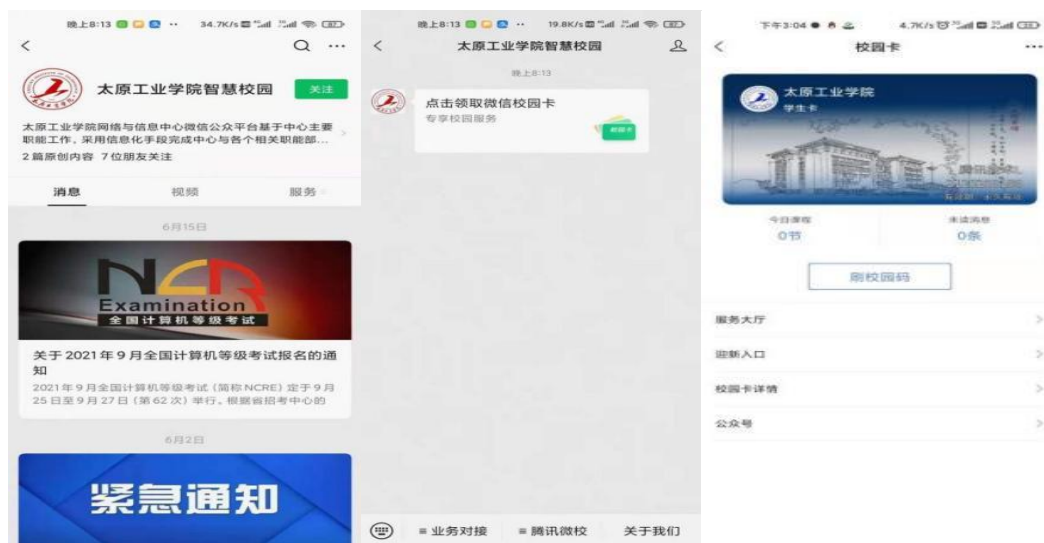 晚上8:13
34.7K/s
87
太原工业学院智慧校园
关注
太原工业学院网络与信息中心微信公众平台基于中心主要
职能工作，采用信息化手段完成中心与各个相关职能部...
2篇原创内容 7位朋友关注
消息
视频
服务
6月15日
NCR
Examination
全国计算机等级考试
关于2021年9月全国计算机等级考试报名的通
知
2021年9月全国计算机等级考试（简称NCRE）定于9月
25日至9月27日（第62次）举行。根据省招考中心的
6月2日
紧急通知
晚上8:13
19.8K/s
87
太原工业学院智慧校园
晚上8:13
点击领取微信校园卡
专享校园服务
校园卡
≡业务对接
≡腾讯微校
关于我们
下午3:04
4.7K/s
校园卡
太原工业学院
学生卡
今日课程
未读消息
0节
0条
刷校园码
服务大厅
迎新入口
校园卡详情
公众号